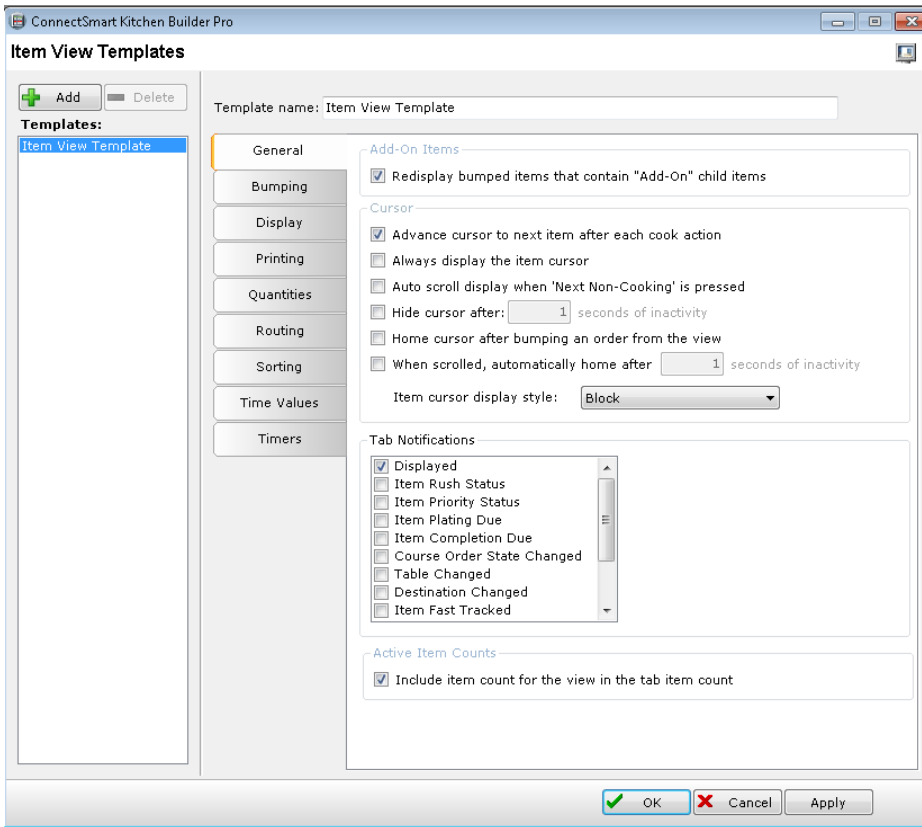 ConnectSmart Kitchen Builder Pro
Item View Templates
Add
Delete
Templates:
Item View Template
Template name: Item View Template
General
Bumping
Display
Printing
Quantities
Routing
Sorting
Time Values
Timers
Add-On Items
Redisplay bumped items that contain "Add-On" child items
Cursor
Advance cursor to next item after each cook action
Always display the item cursor
Auto scroll display when 'Next Non-Cooking' is pressed
Hide cursor after: 1 seconds of inactivity
Home cursor after bumping an order from the view
When scrolled, automatically home after 1 seconds of inactivity
Item cursor display style: Block
Tab Notifications
Displayed
Item Rush Status
Item Priority Status
Item Plating Due
Item Completion Due
Course Order State Changed
Table Changed
Destination Changed
Item Fast Tracked
Active Item Counts
Include item count for the view in the tab item count
OK
Cancel
Apply